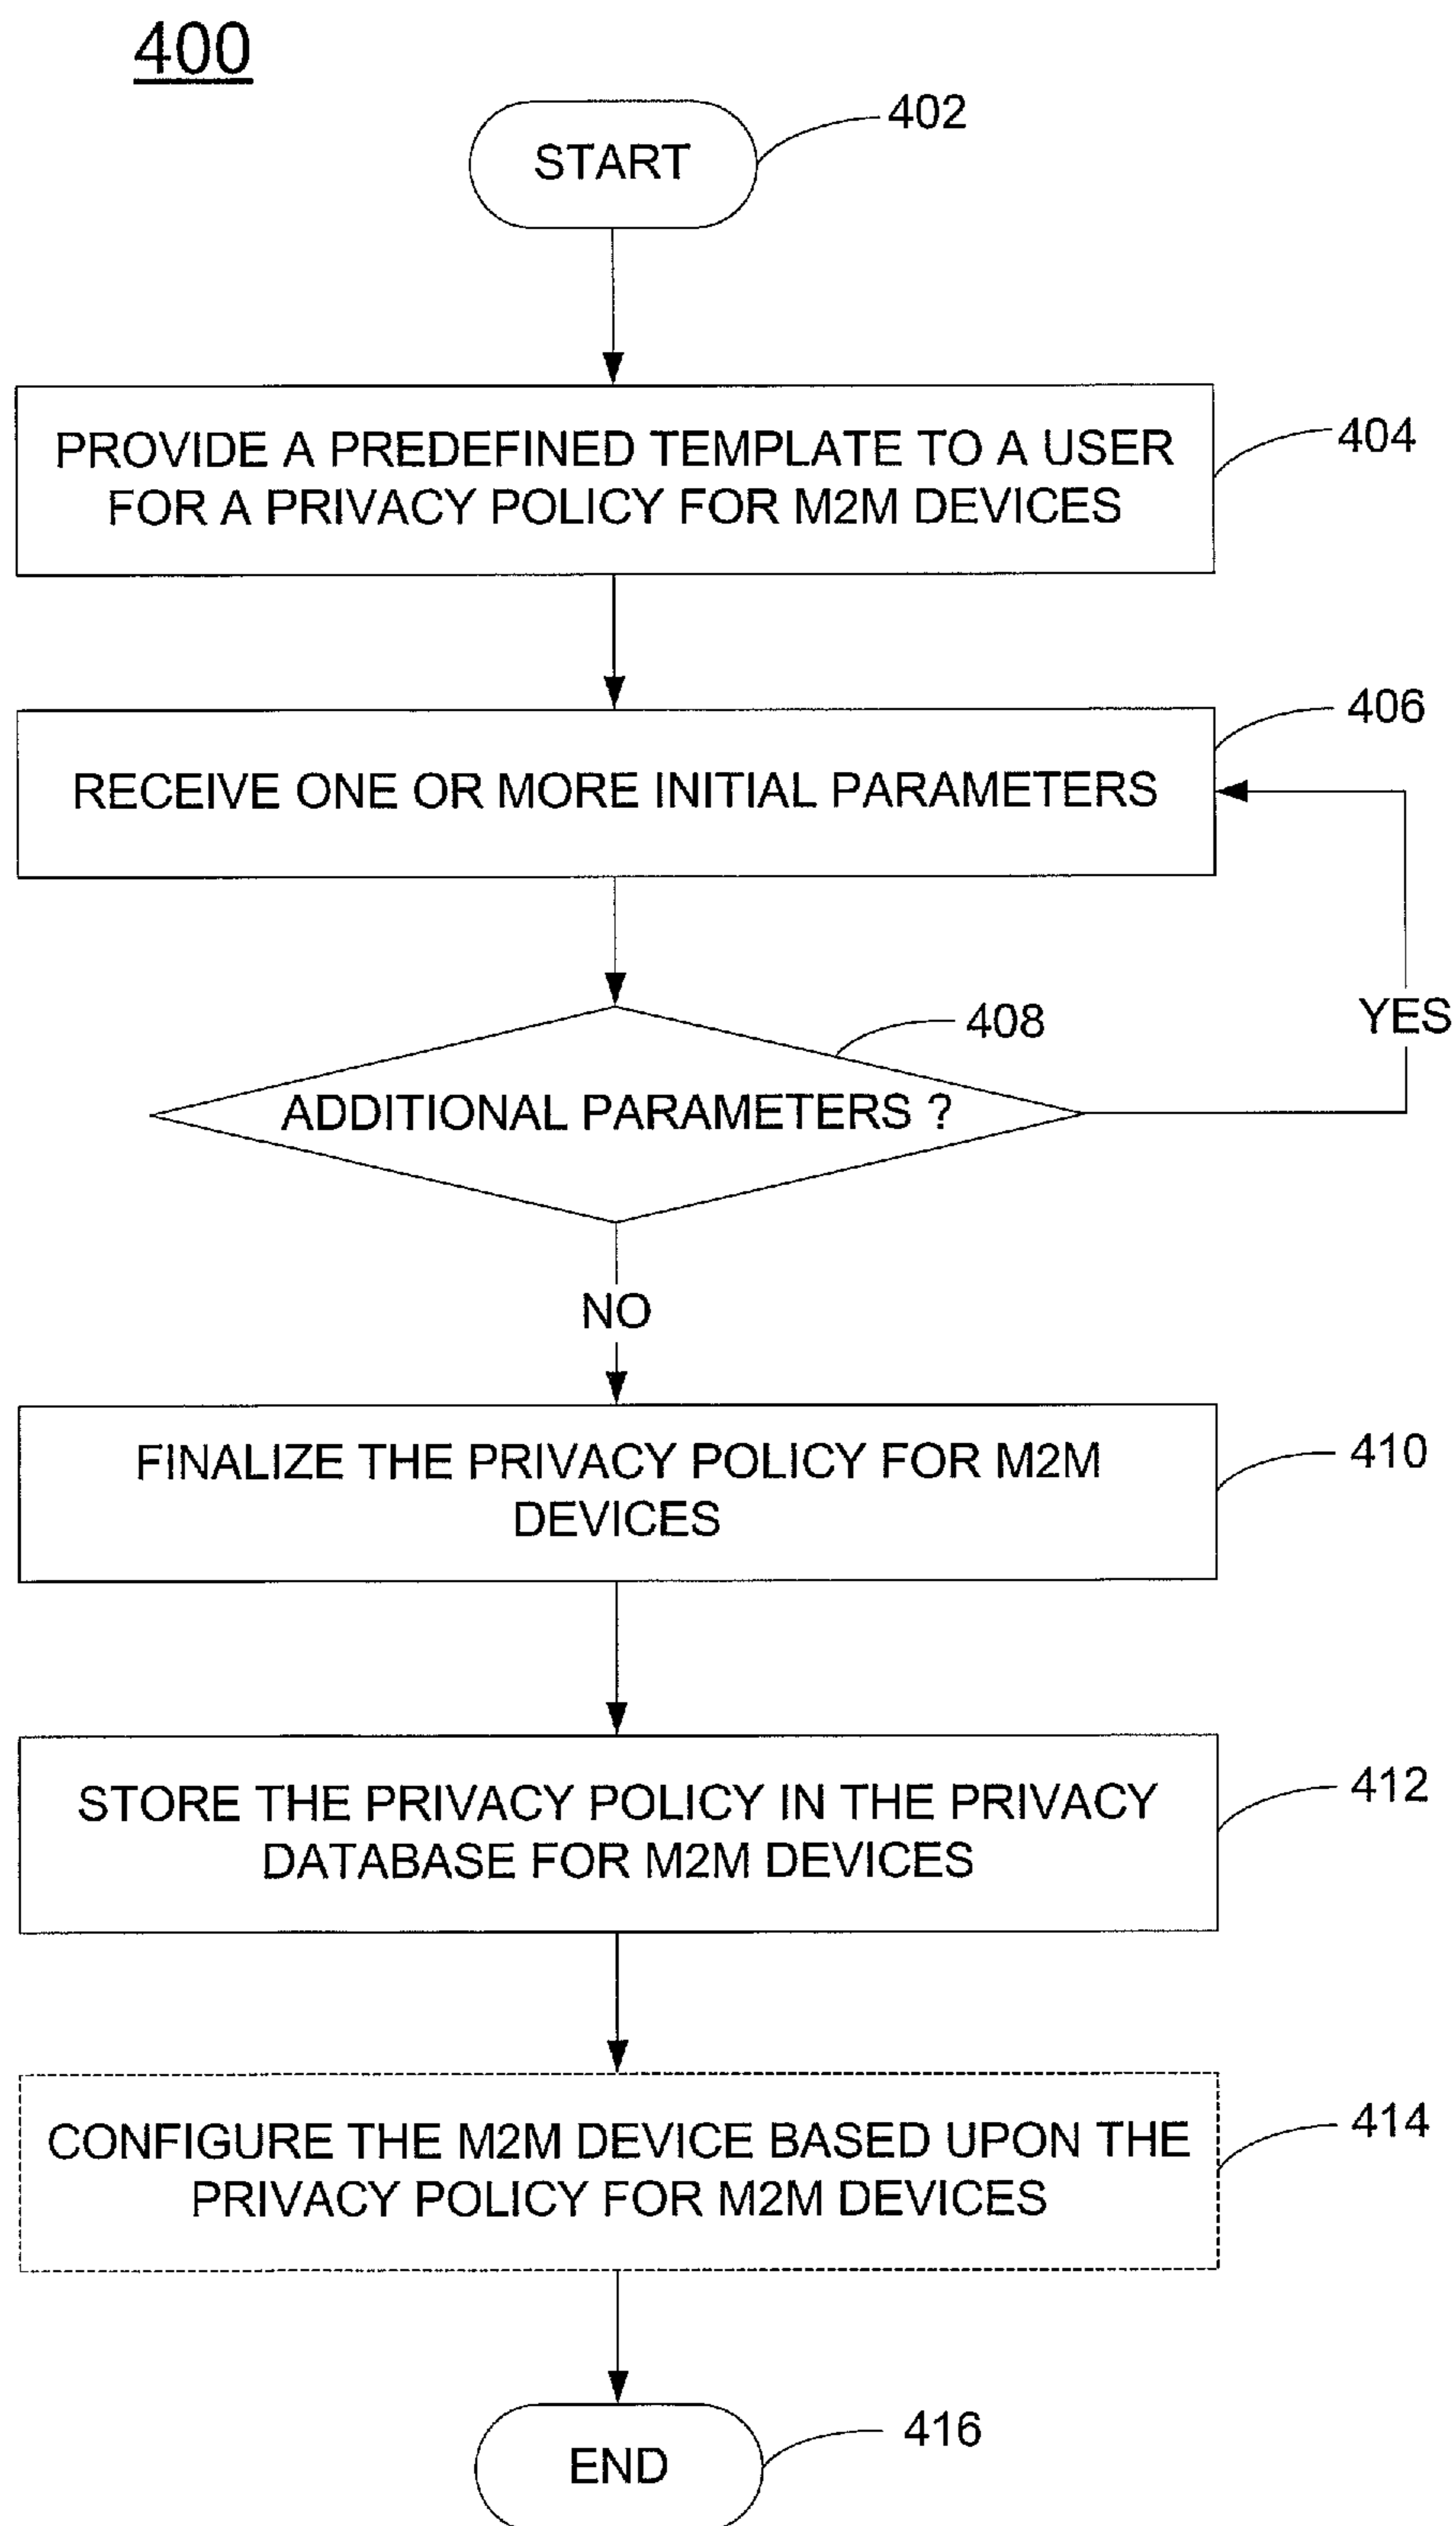 400
402
START
PROVIDE A PREDEFINED TEMPLATE TO A USER
FOR A PRIVACY POLICY FOR M2M DEVICES
404
406
RECEIVE ONE OR MORE INITIAL PARAMETERS
408
YES
ADDITIONAL PARAMETERS ?
NO
FINALIZE THE PRIVACY POLICY FOR M2M
DEVICES
410
STORE THE PRIVACY POLICY IN THE PRIVACY
DATABASE FOR M2M DEVICES
412
CONFIGURE THE M2M DEVICE BASED UPON THE
PRIVACY POLICY FOR M2M DEVICES
414
416
END